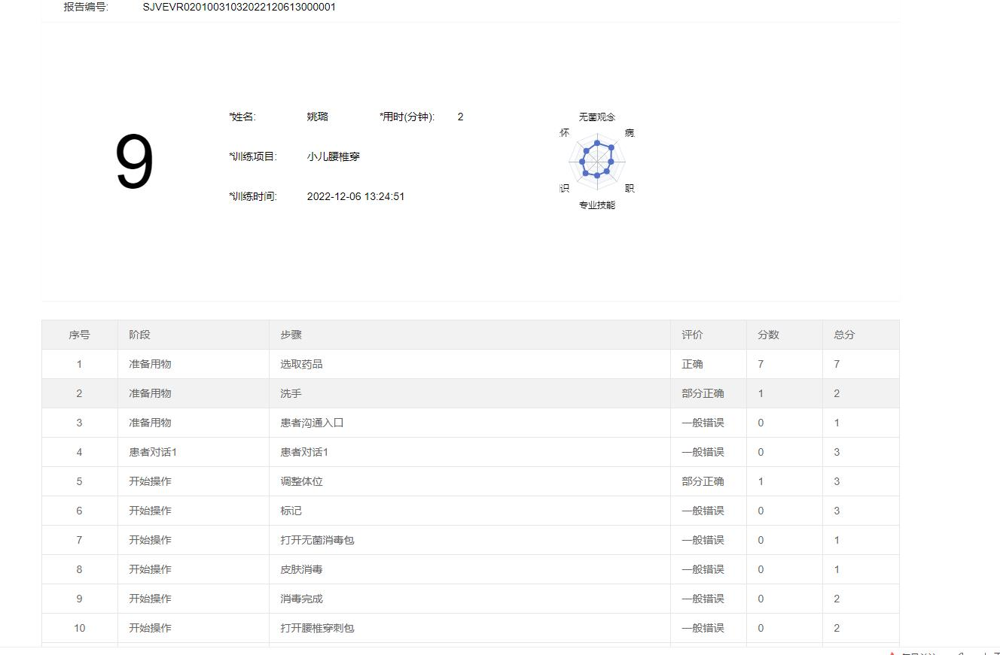 报告编号: SJVEVR02010031032022120613000001
9
*姓名: 姚璐 *用时(分钟): 2
*训练项目: 小儿腰椎穿
*训练时间: 2022-12-06 13:24:51
无菌观念
怀 病
识 职
专业技能
序号 阶段 步骤 评价 分数 总分
1 准备用物 选取药品 正确 7 7
2 准备用物 洗手 部分正确 1 2
3 准备用物 患者沟通入口 一般错误 0 1
4 患者对话1 患者对话1 一般错误 0 3
5 开始操作 调整体位 部分正确 1 3
6 开始操作 标记 一般错误 0 3
7 开始操作 打开无菌消毒包 一般错误 0 1
8 开始操作 皮肤消毒 一般错误 0 1
9 开始操作 消毒完成 一般错误 0 2
10 开始操作 打开腰椎穿刺包 一般错误 0 2